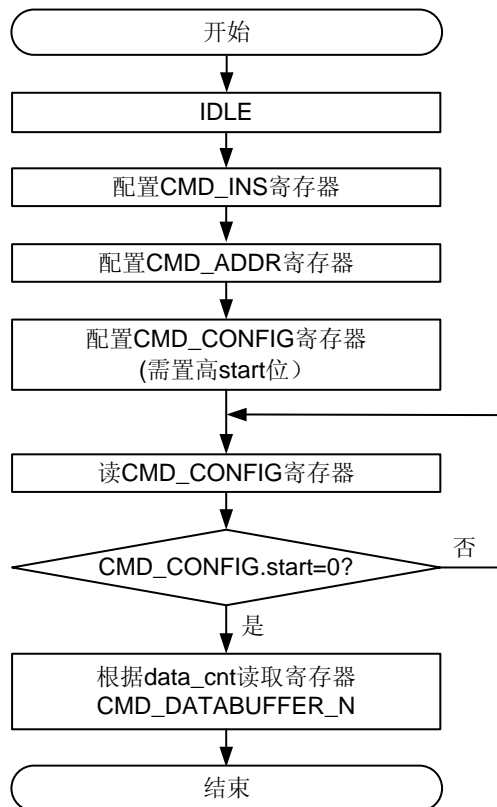 开始
IDLE
配置CMD_INS寄存器
配置CMD_ADDR寄存器
配置CMD_CONFIG寄存器
(需置高start位）
读CMD_CONFIG寄存器
CMD_CONFIG.start=0?
否
是
根据data_cnt读取寄存器
CMD_DATABUFFER_N
结束